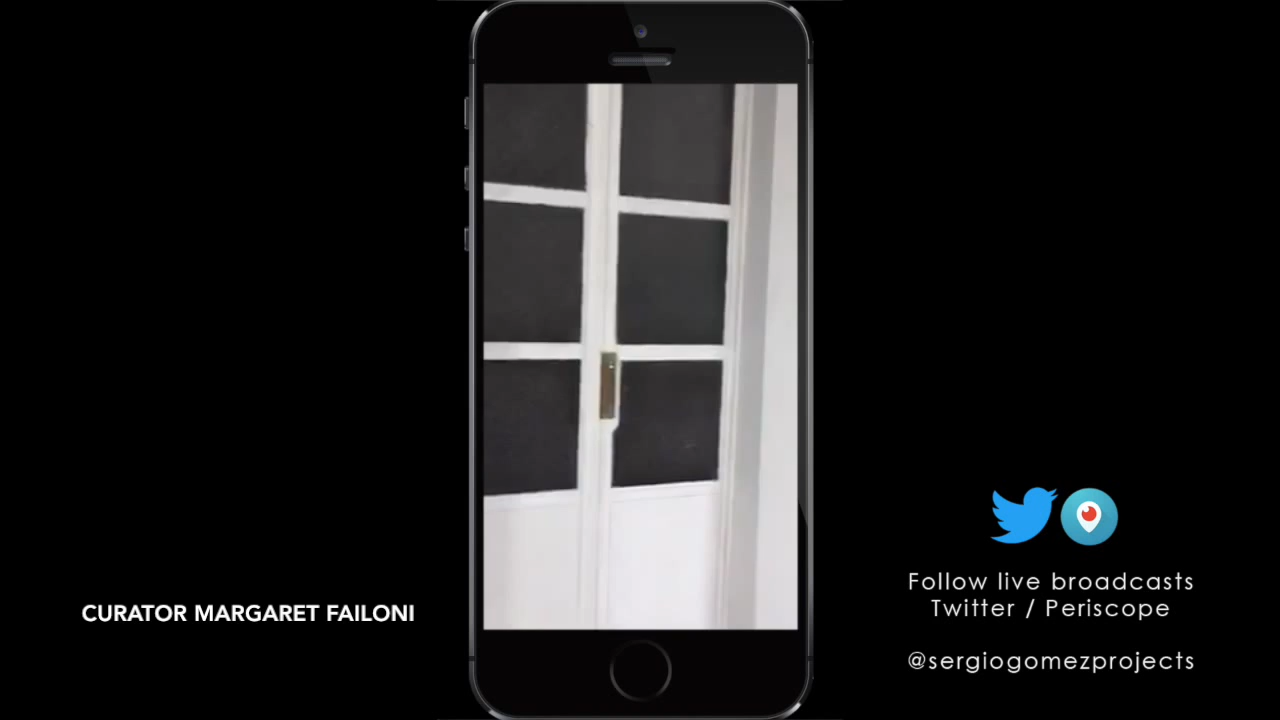 CURATOR MARGARET FAILONI
Follow live broadcasts
Twitter / Periscope
@sergiogomezprojects